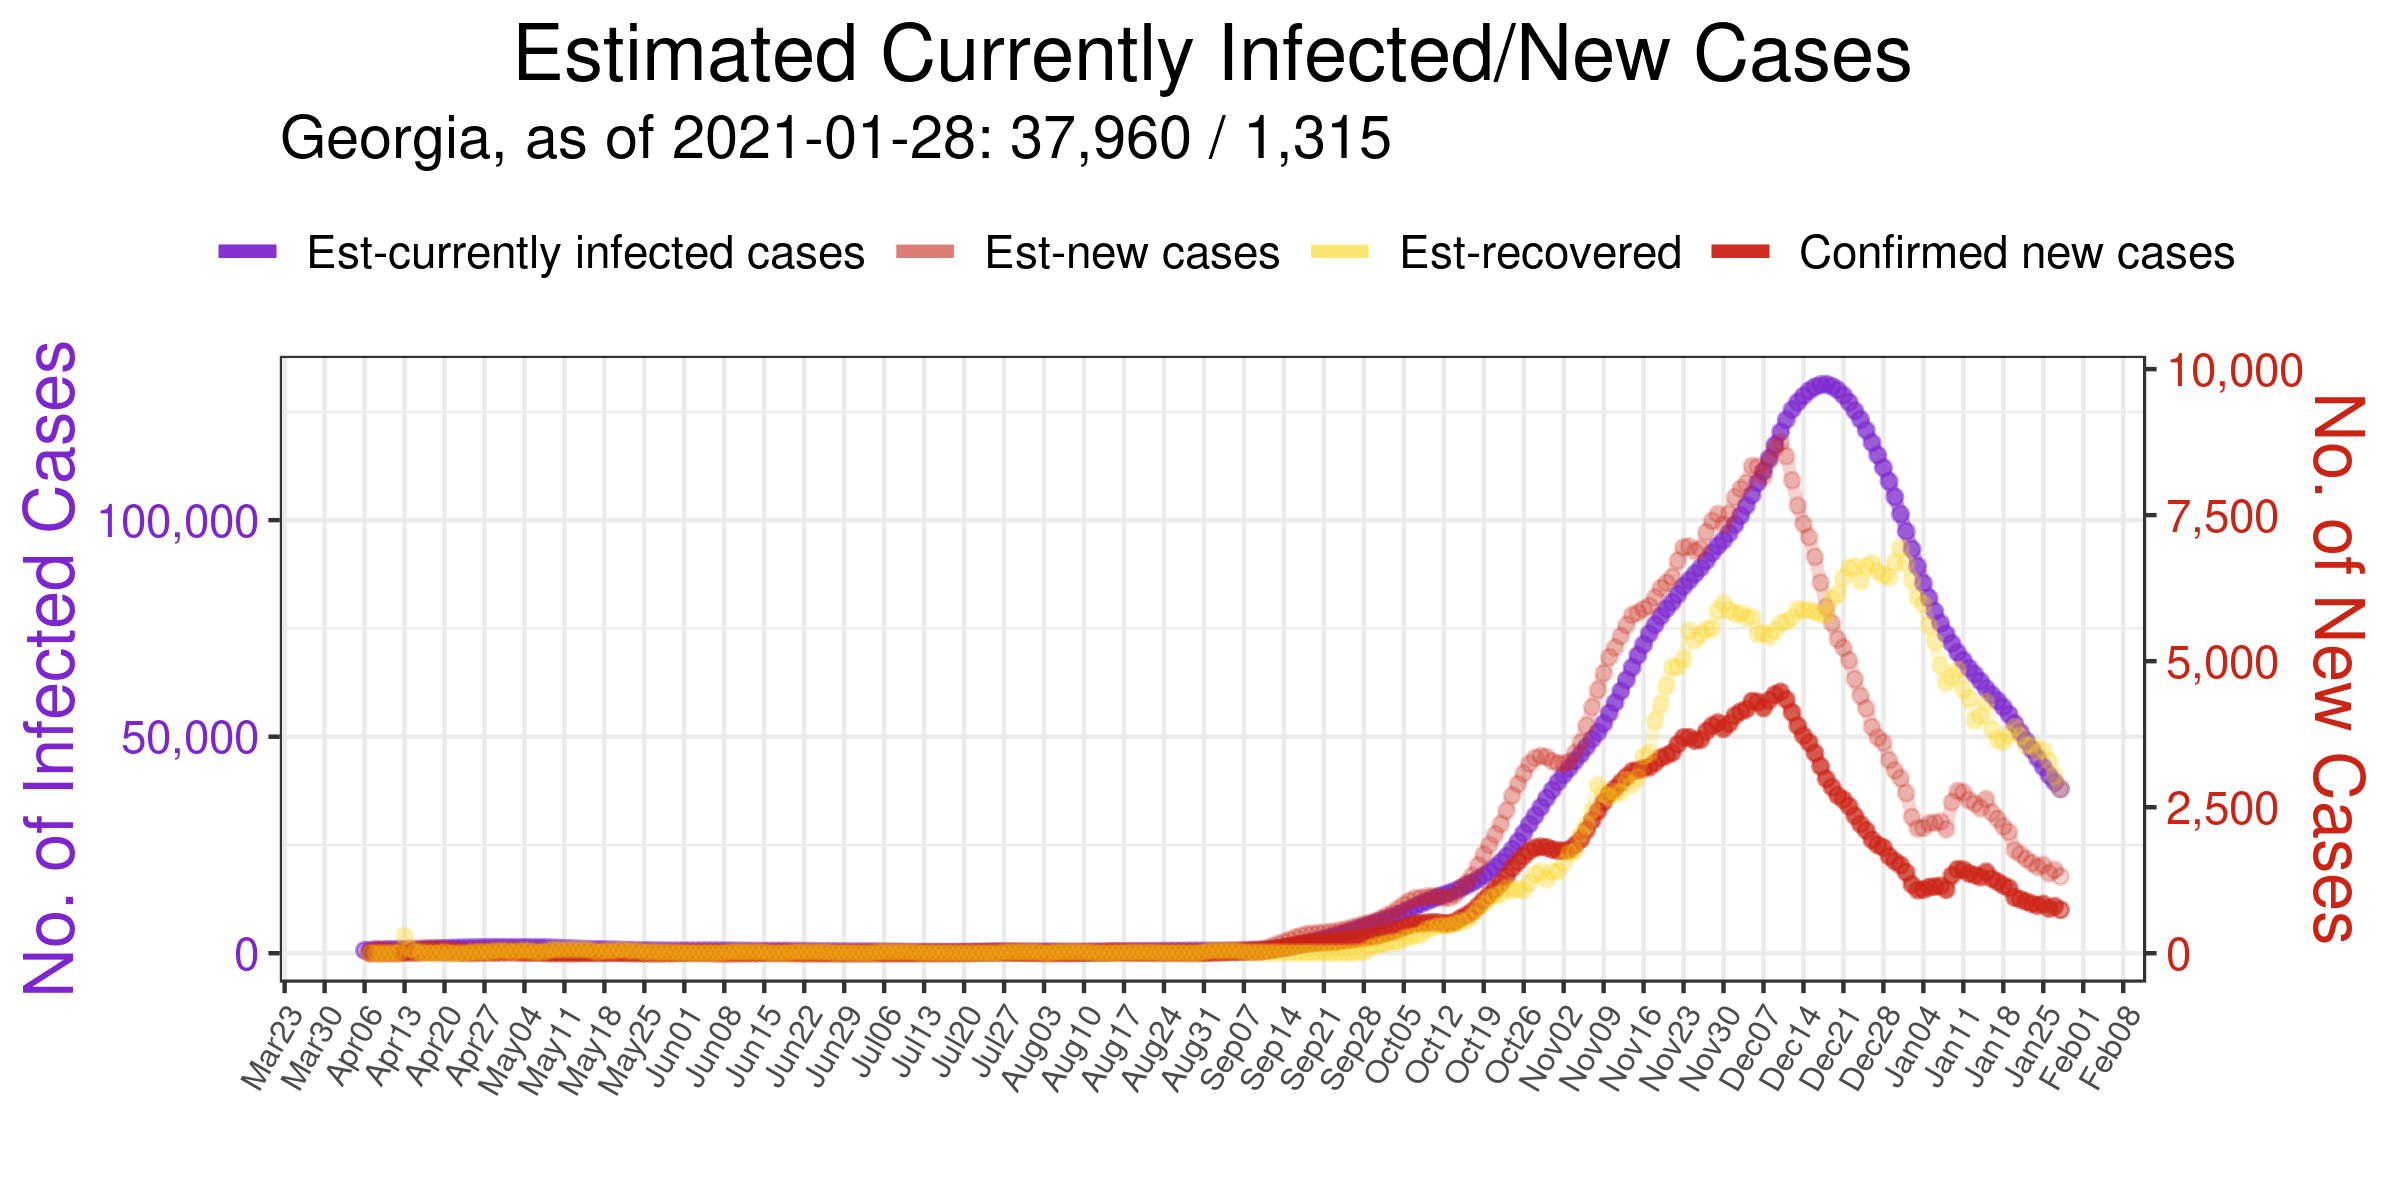 Estimated Currently Infected/New Cases
Georgia, as of 2021-01-28: 37,960 / 1,315
Est-currently infected cases Est-new cases Est-recovered Confirmed new cases
No. of Infected Cases
100,000
50,000
0
10,000
7,500
5,000
2,500
0
No. of New Cases
Mar23 Mar30 Apr06 Apr13 Apr20 Apr27 May04 May11 May18 May25 Jun01 Jun08 Jun15 Jun22 Jun29 Jul06 Jul13 Jul20 Jul27 Aug03 Aug10 Aug17 Aug24 Aug31 Sep07 Sep14 Sep21 Sep28 Oct05 Oct12 Oct19 Oct26 Nov02 Nov09 Nov16 Nov23 Nov30 Dec07 Dec14 Dec21 Dec28 Jan04 Jan11 Jan18 Jan25 Feb01 Feb08